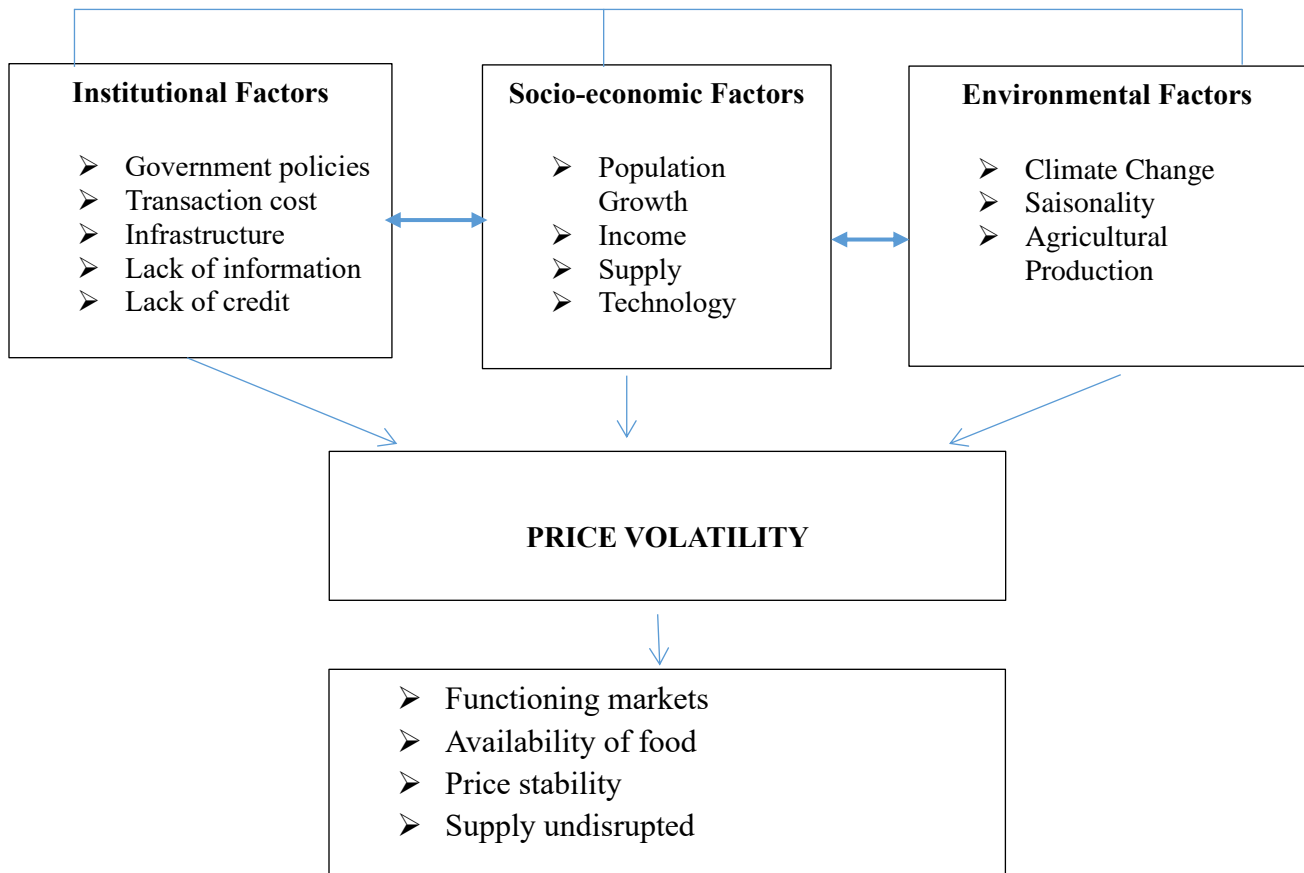 Institutional Factors
➢ Government policies
➢ Transaction cost
➢ Infrastructure
➢ Lack of information
➢ Lack of credit
Socio-economic Factors
➢ Population
Growth
➢ Income
➢ Supply
➢ Technology
Environmental Factors
➢ Climate Change
➢ Saisonality
➢ Agricultural
Production
PRICE VOLATILITY
➢ Functioning markets
➢ Availability of food
➢ Price stability
➢ Supply undisrupted